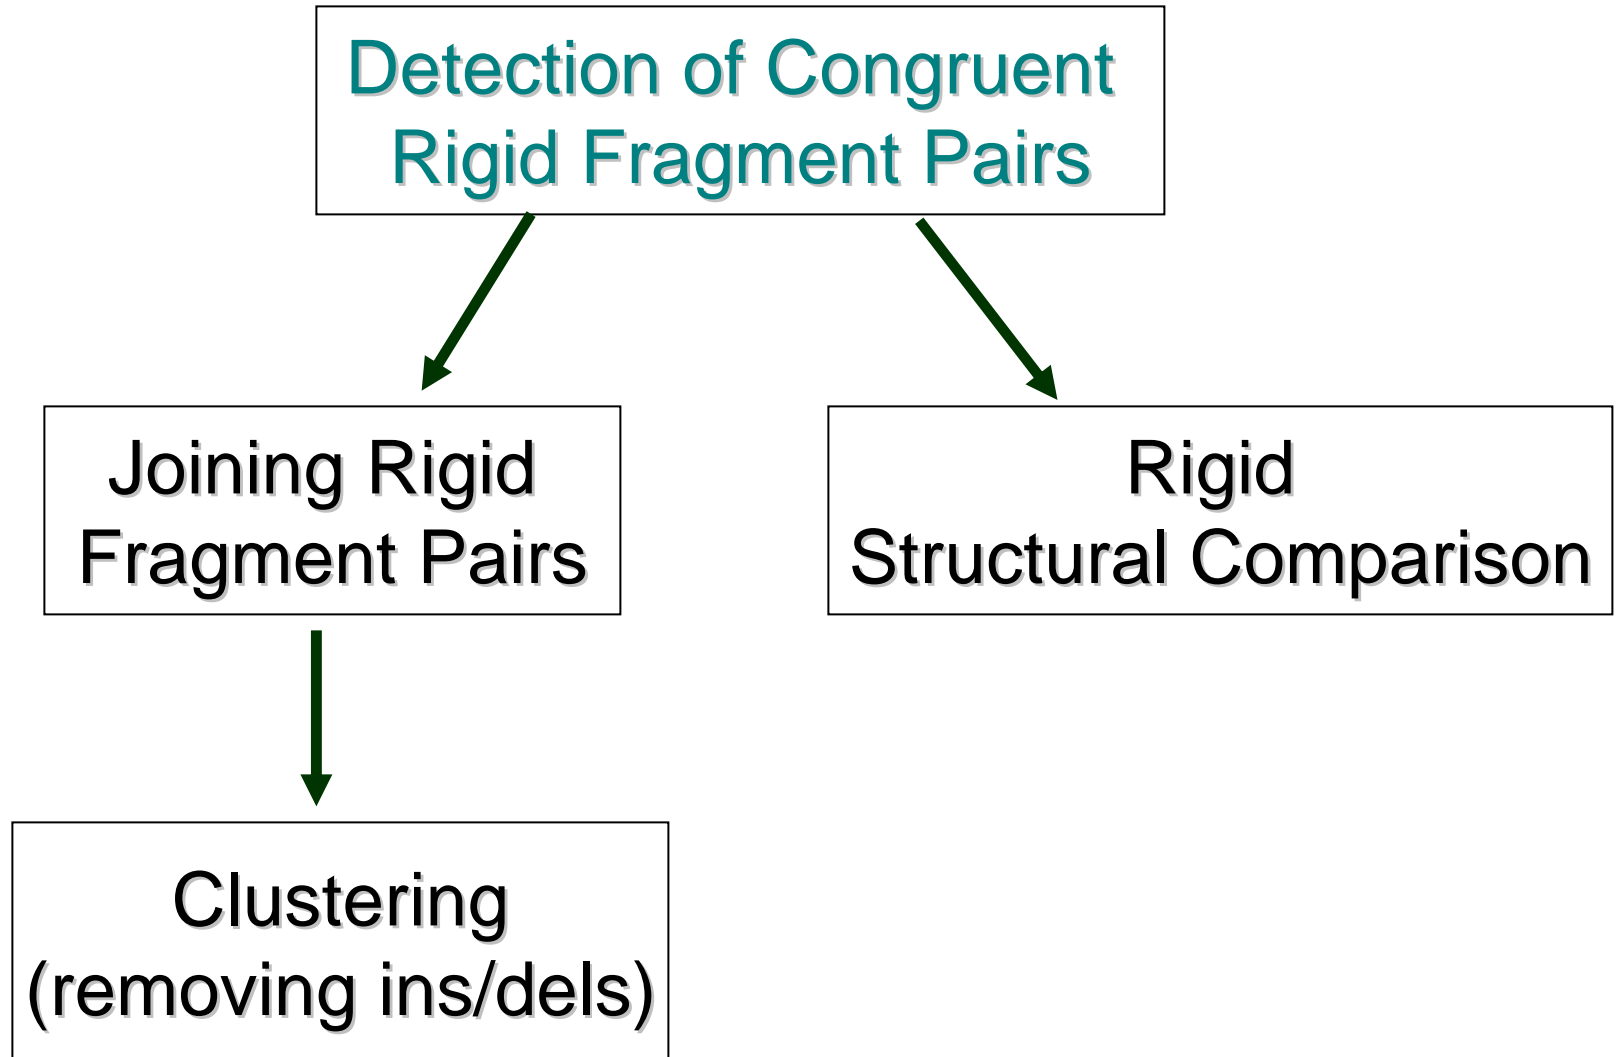 Detection of Congruent
Rigid Fragment Pairs
Joining Rigid
Fragment Pairs
Rigid
Structural Comparison
Clustering
(removing ins/dels)